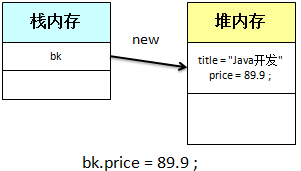 栈内存
堆内存
bk
new
title = "Java开发"
price = 89.9 ;
bk.price = 89.9 ;